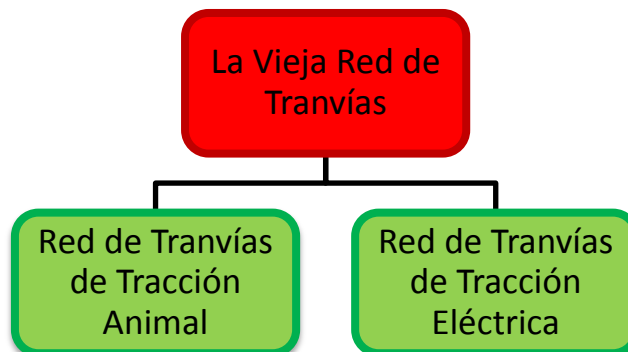 La Vieja Red de
Tranvías
Red de Tranvías
de Tracción
Animal
Red de Tranvías
de Tracción
Eléctrica